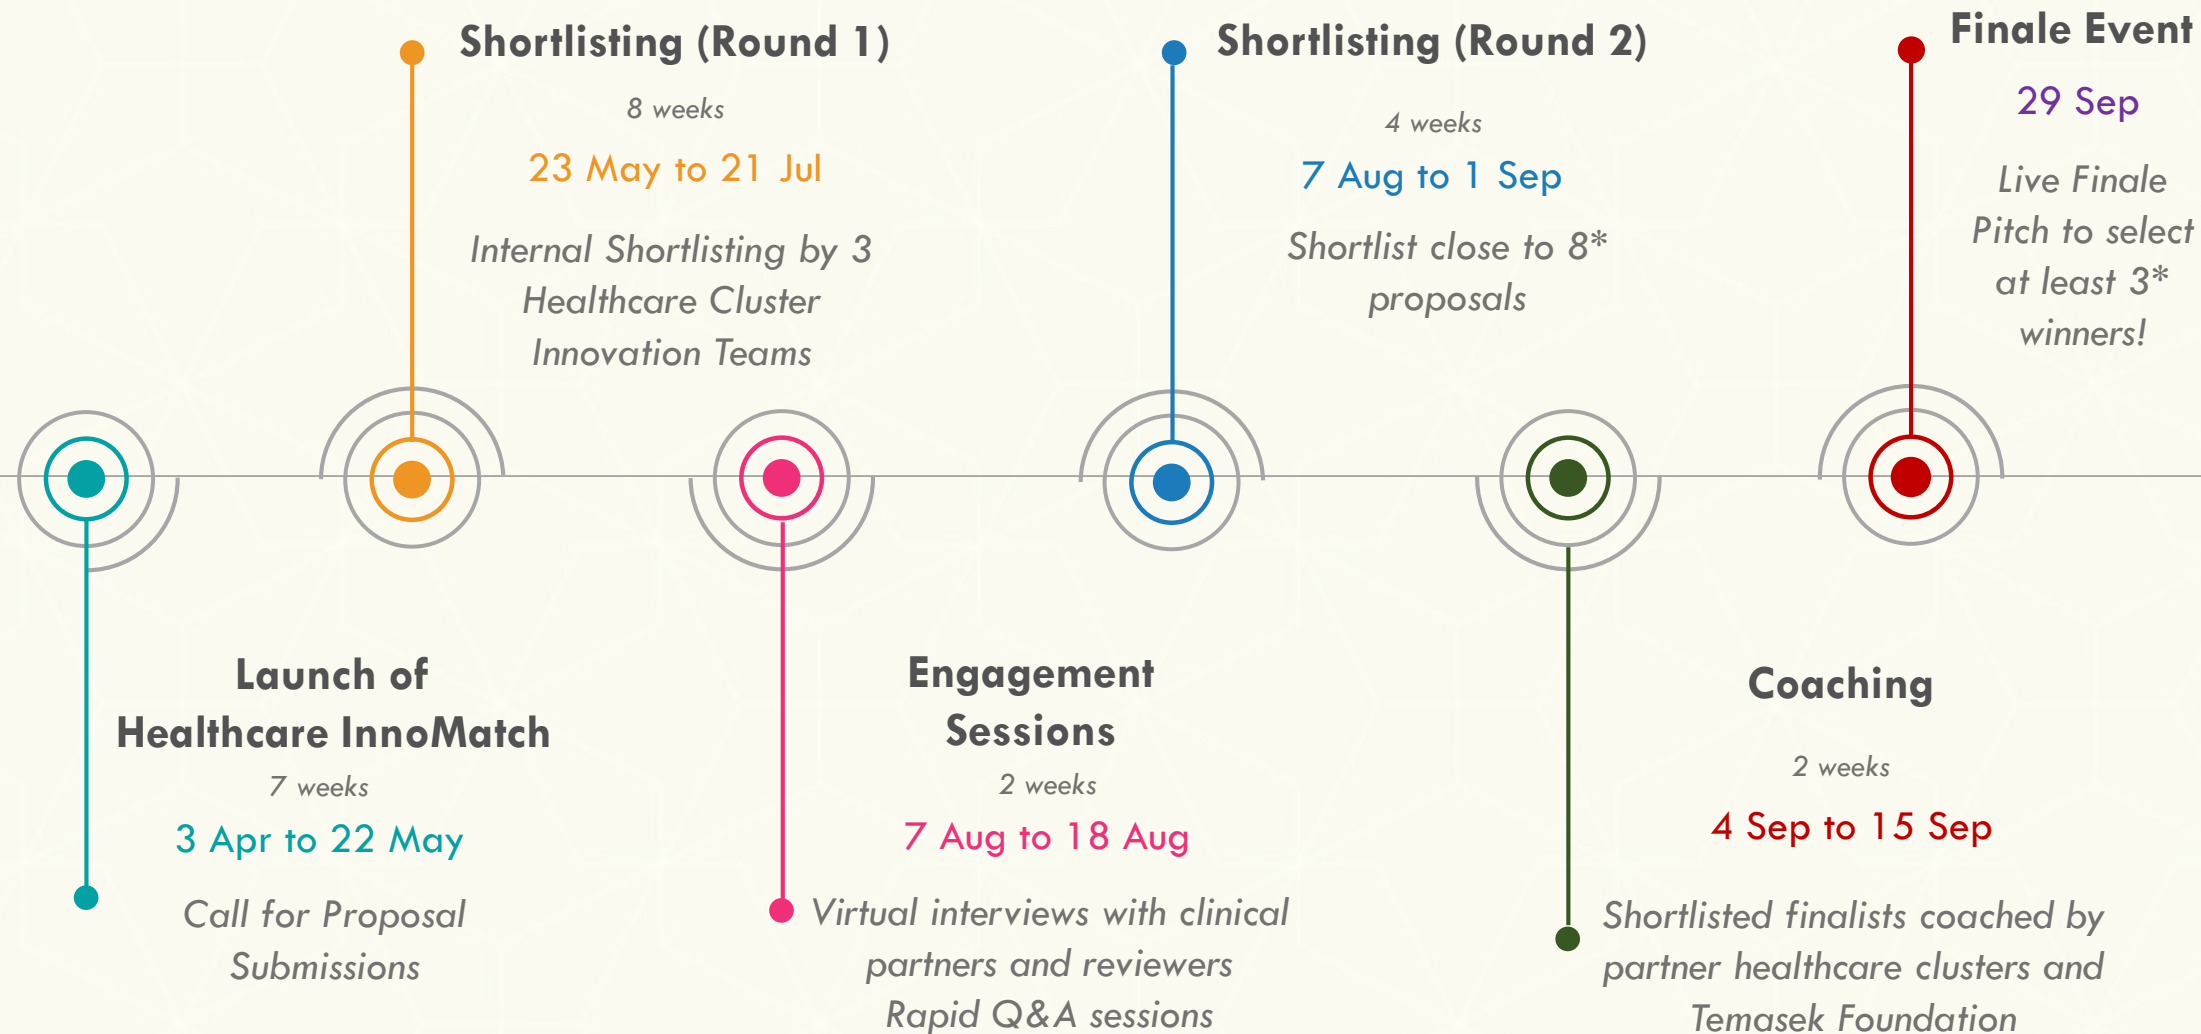 Shortlisting (Round 1)
8 weeks
23 May to 21 Jul
Internal Shortlisting by 3
Healthcare Cluster
Innovation Teams
Shortlisting (Round 2)
4 weeks
7 Aug to 1 Sep
Shortlist close to 8*
proposals
Finale Event
29 Sep
Live Finale
Pitch to select
at least 3*
winners!
Launch of
Healthcare InnoMatch
7 weeks
3 Apr to 22 May
Call for Proposal
Submissions
Engagement
Sessions
2 weeks
7 Aug to 18 Aug
Virtual interviews with clinical
partners and reviewers
Rapid Q&A sessions
Coaching
2 weeks
4 Sep to 15 Sep
Shortlisted finalists coached by
partner healthcare clusters and
Temasek Foundation